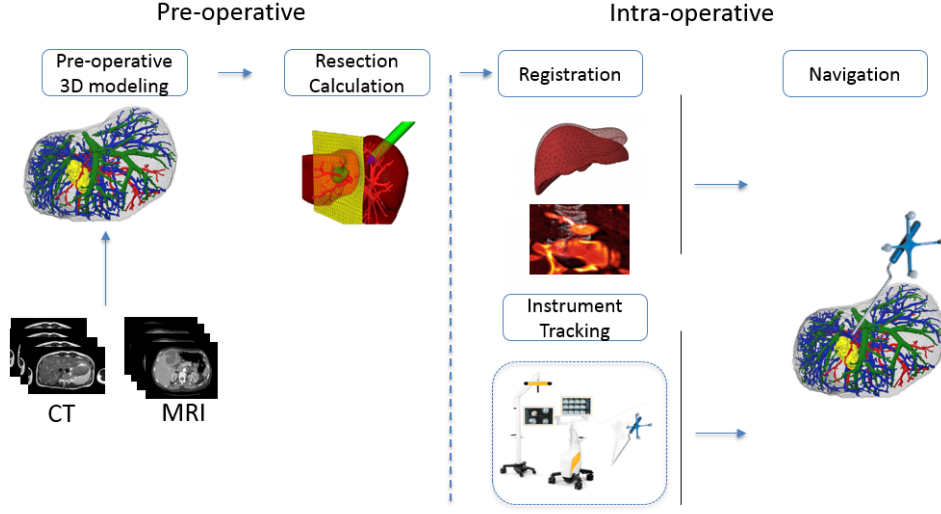 Pre-operative
Intra-operative
Pre-operative
3D modeling
Resection
Calculation
Registration
Navigation
Instrument
Tracking
CT
MRI